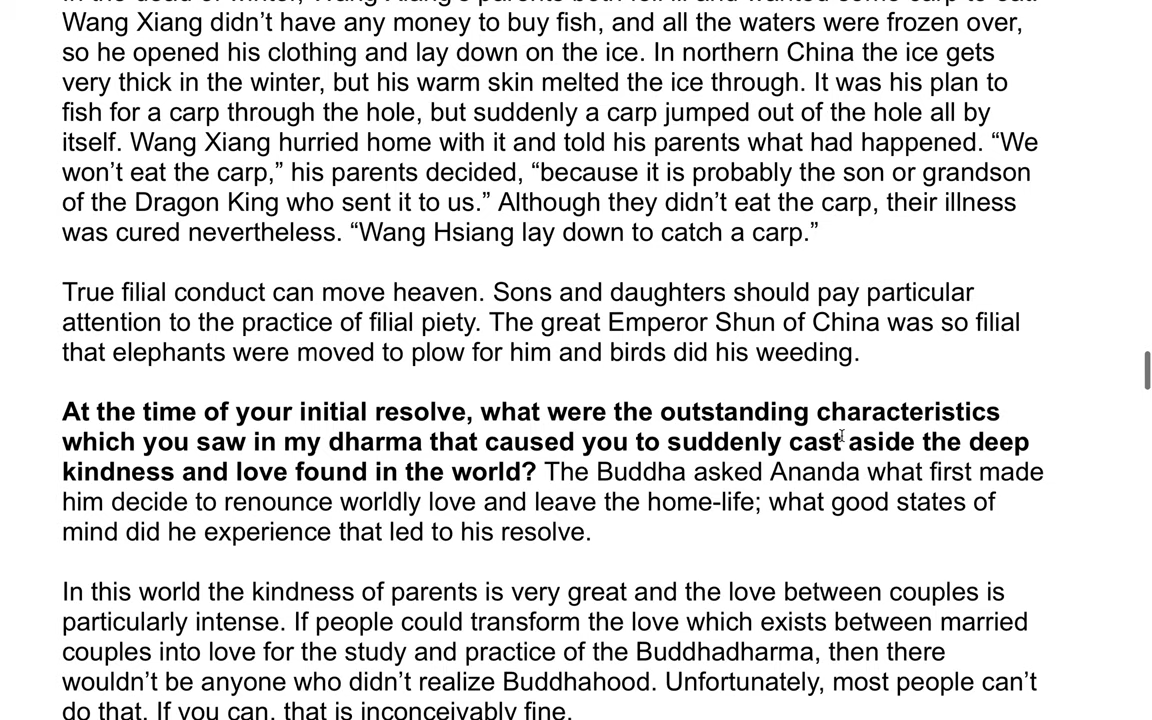 Wang Xiang didn’t have any money to buy fish, and all the waters were frozen over,
so he opened his clothing and lay down on the ice. In northern China the ice gets
very thick in the winter, but his warm skin melted the ice through. It was his plan to
fish for a carp through the hole, but suddenly a carp jumped out of the hole all by
itself. Wang Xiang hurried home with it and told his parents what had happened. “We
won’t eat the carp,” his parents decided, “because it is probably the son or grandson
of the Dragon King who sent it to us.” Although they didn’t eat the carp, their illness
was cured nevertheless. “Wang Hsiang lay down to catch a carp.”
True filial conduct can move heaven. Sons and daughters should pay particular
attention to the practice of filial piety. The great Emperor Shun of China was so filial
that elephants were moved to plow for him and birds did his weeding.
At the time of your initial resolve, what were the outstanding characteristics
which you saw in my dharma that caused you to suddenly cast aside the deep
kindness and love found in the world? The Buddha asked Ananda what first made
him decide to renounce worldly love and leave the home-life; what good states of
mind did he experience that led to his resolve.
In this world the kindness of parents is very great and the love between couples is
particularly intense. If people could transform the love which exists between married
couples into love for the study and practice of the Buddhadharma, then there
wouldn’t be anyone who didn’t realize Buddhahood. Unfortunately, most people can’t
do that. If you can, that is inconceivably fine.